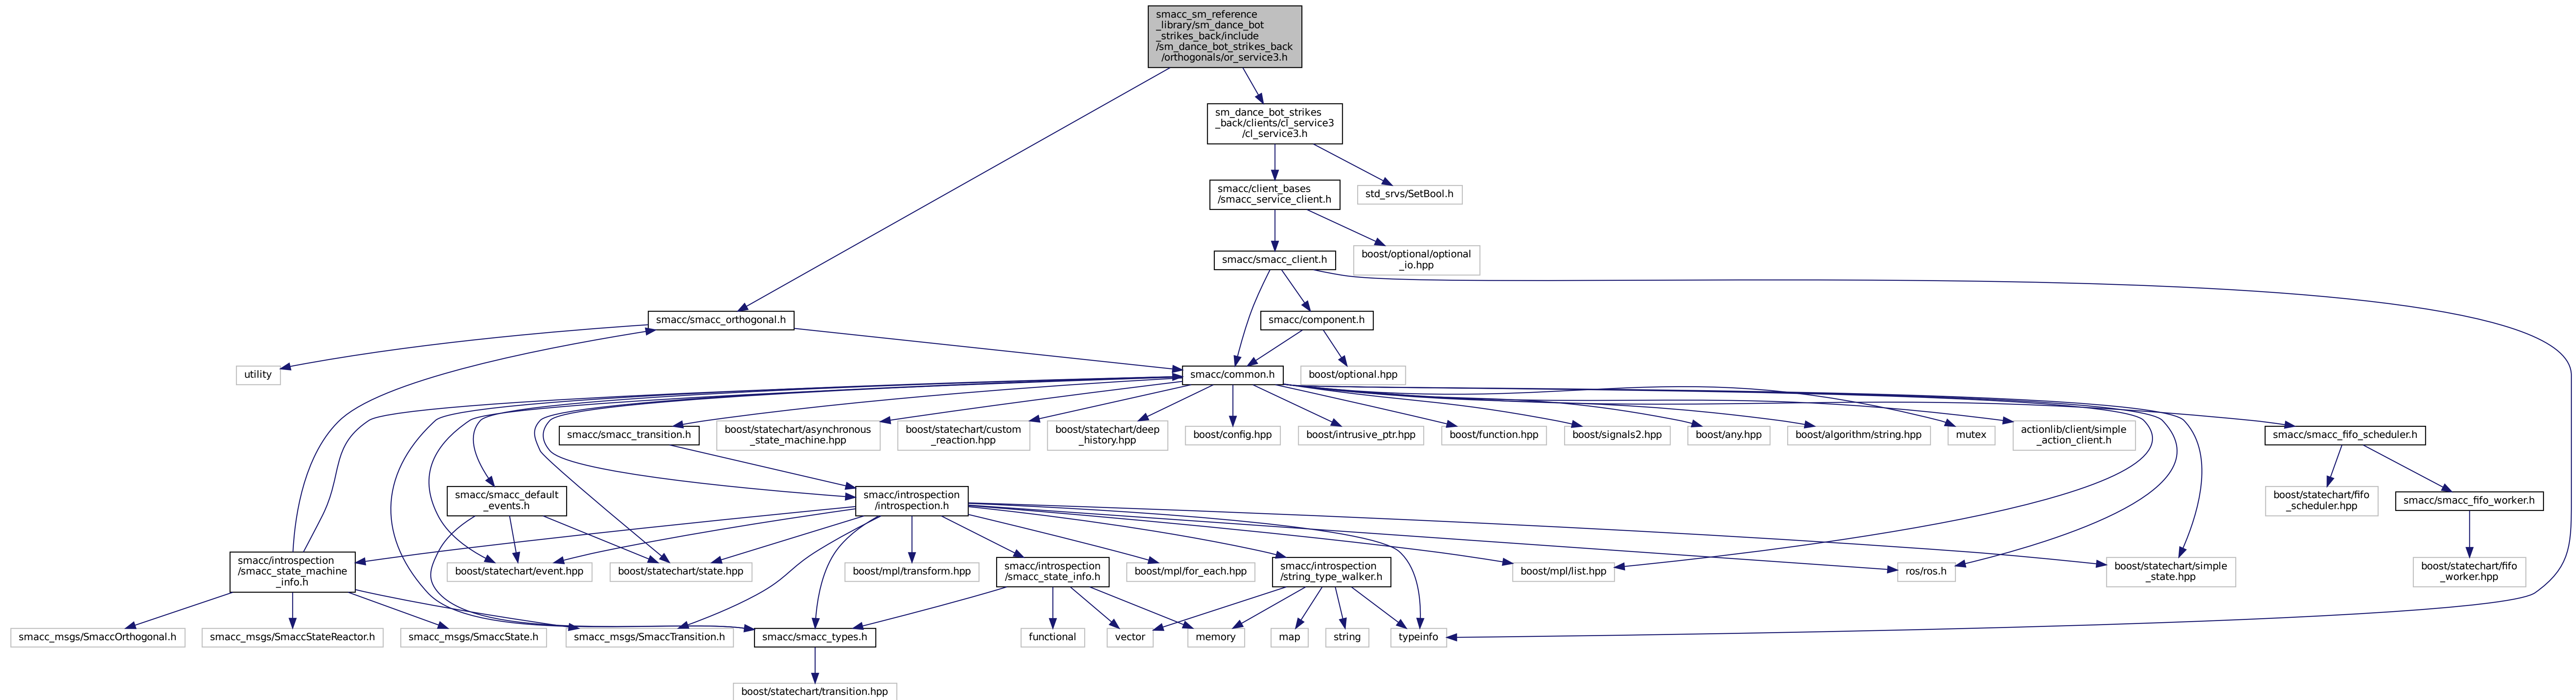 smacc_sm_reference
_library/sm_dance_bot
_strikes_back/include
/sm_dance_bot_strikes_back
/orthogonals/or_service3.h
sm_dance_bot_strikes
_back/clients/cl_service3
/cl_service3.h
smacc/client_bases
/smacc_service_client.h
std_srvs/SetBool.h
smacc/smacc_client.h
boost/optional/optional
_io.hpp
smacc/smacc_orthogonal.h
smacc/component.h
utility
smacc/common.h
boost/optional.hpp
smacc/smacc_transition.h
boost/statechart/asynchronous
_state_machine.hpp
boost/statechart/custom
_reaction.hpp
boost/statechart/deep
_history.hpp
boost/config.hpp
boost/intrusive_ptr.hpp
boost/function.hpp
boost/signals2.hpp
boost/any.hpp
boost/algorithm/string.hpp
mutex
actionlib/client/simple
_action_client.h
smacc/smacc_fifo_scheduler.h
smacc/smacc_default
_events.h
smacc/introspection
/introspection.h
boost/statechart/fifo
_scheduler.hpp
smacc/smacc_fifo_worker.h
smacc/introspection
/smacc_state_machine
_info.h
boost/statechart/event.hpp
boost/statechart/state.hpp
boost/mpl/transform.hpp
smacc/introspection
/smacc_state_info.h
boost/mpl/for_each.hpp
smacc/introspection
/string_type_walker.h
boost/mpl/list.hpp
ros/ros.h
boost/statechart/simple
_state.hpp
boost/statechart/fifo
_worker.hpp
smacc_msgs/SmaccOrthogonal.h
smacc_msgs/SmaccStateReactor.h
smacc_msgs/SmaccState.h
smacc_msgs/SmaccTransition.h
smacc/smacc_types.h
functional
vector
memory
map
string
typeinfo
boost/statechart/transition.hpp